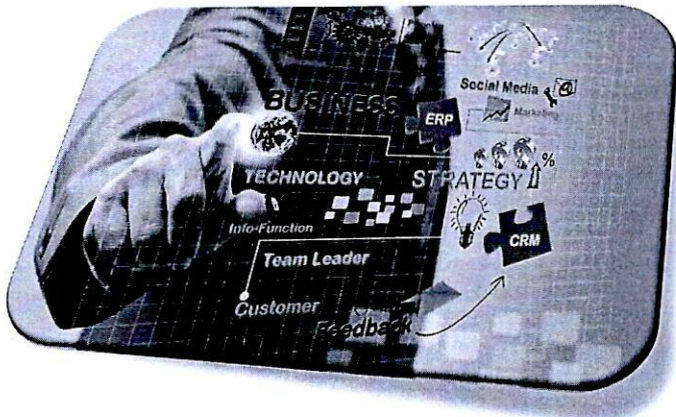 Social Media
BUSINESS
ERP
Marketing
%
TECHNOLOGY
STRATEGY
Info-Function
CRM
Team Leader
Customer
Feedback